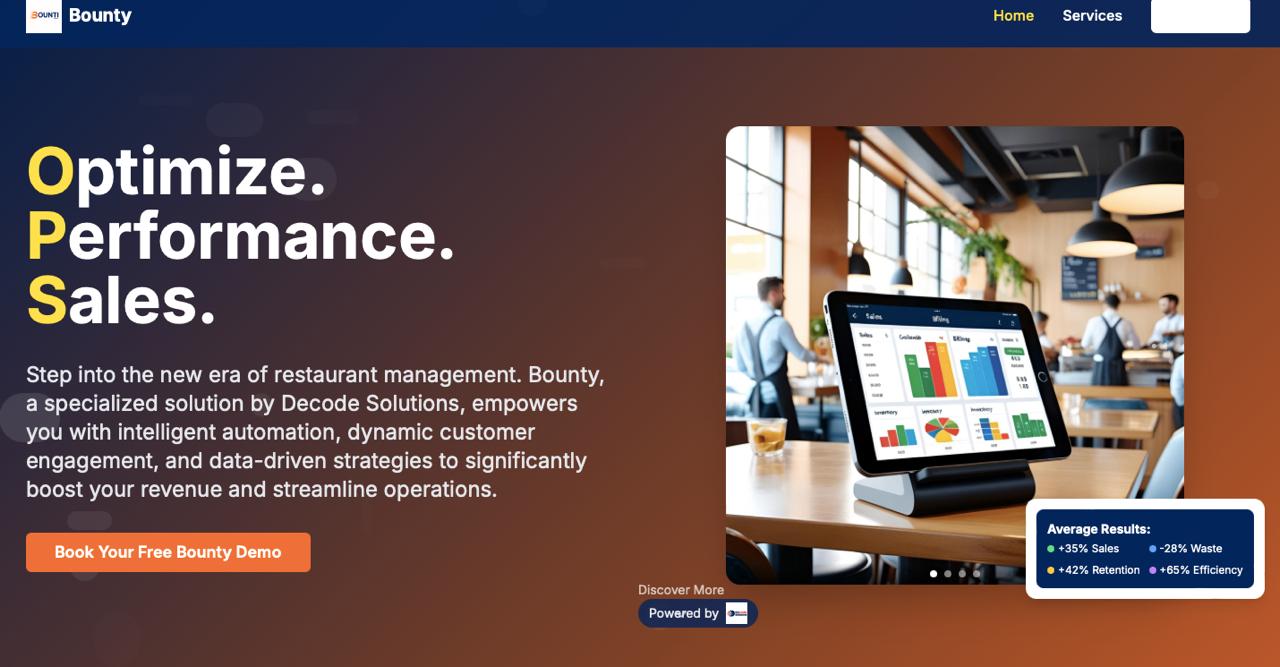 BOUNTI
Bounty
Home
Services
Optimize.
Performance.
Sales.
Step into the new era of restaurant management. Bounty,
a specialized solution by Decode Solutions, empowers
you with intelligent automation, dynamic customer
engagement, and data-driven strategies to significantly
boost your revenue and streamline operations.
Book Your Free Bounty Demo
Sales
Billing
Sales
Billing
Inventory
Average Results:
+35% Sales
-28% Waste
+42% Retention
+65% Efficiency
Discover More
Powered by